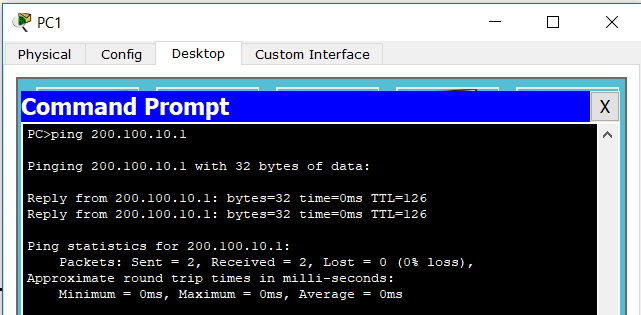 PC1
Physical Config Desktop Custom Interface
Command Prompt X
PC>ping 200.100.10.1
Pinging 200.100.10.1 with 32 bytes of data:
Reply from 200.100.10.1: bytes=32 time=0ms TTL=126
Reply from 200.100.10.1: bytes=32 time=0ms TTL=126
Ping statistics for 200.100.10.1:
Packets: Sent = 2, Received = 2, Lost = 0 (0% loss),
Approximate round trip times in milli-seconds:
Minimum = 0ms, Maximum = 0ms, Average = 0ms